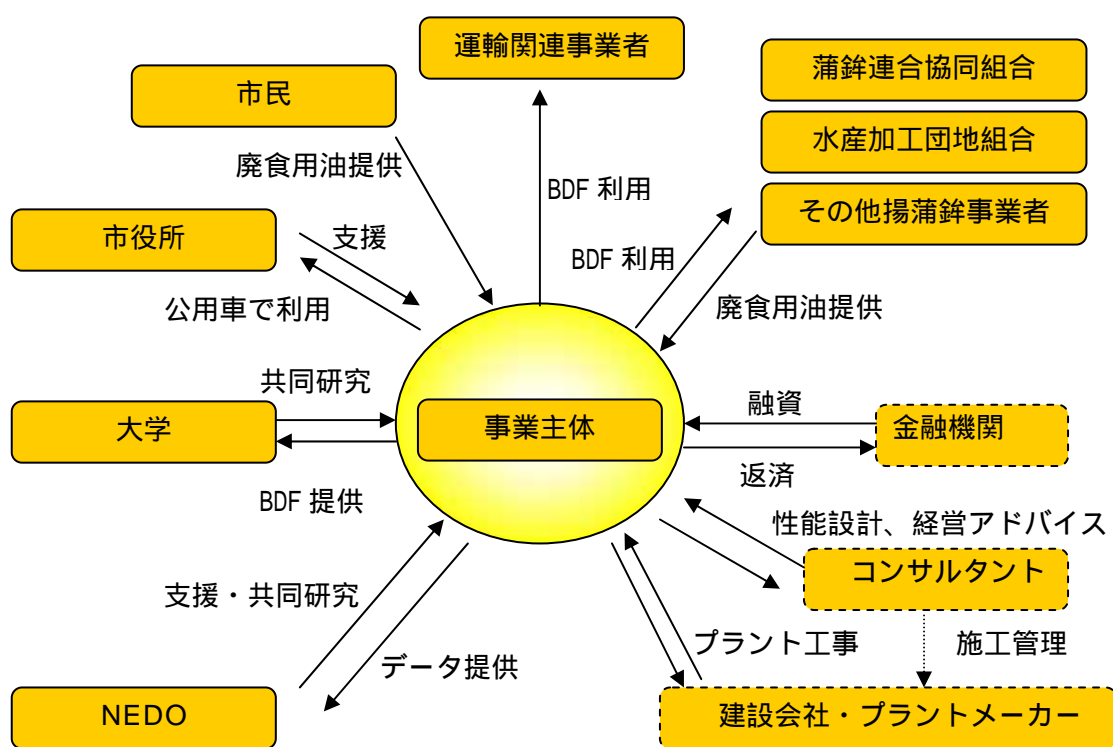 運輸関連事業者
蒲鉾連合協同組合
市民
水産加工団地組合
廃食用油提供
BDF 利用
その他揚蒲鉾事業者
市役所
支援
BDF 利用
公用車で利用
廃食用油提供
共同研究
融資
大学
事業主体
金融機関
BDF 提供
返済
性能設計、経営アドバイス
コンサルタント
支援・共同研究
プラント工事
施工管理
データ提供
NEDO
建設会社・プラントメーカー